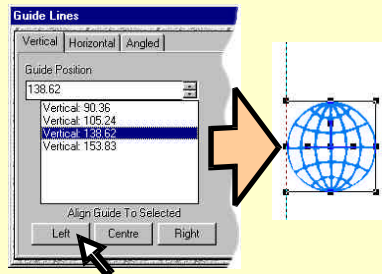 Guide Lines
Vertical Horizontal Angled
Guide Position
138.62
Vertical: 90.36
Vertical: 105.24
Vertical: 138.62
Vertical: 153.83
Align Guide To Selected
Left Centre Right